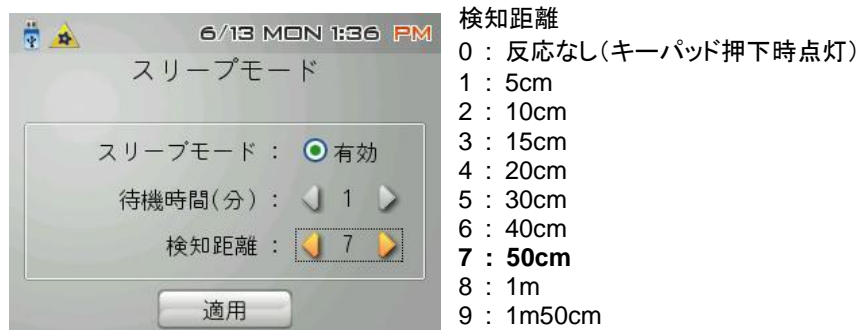 6/13 MON 1:36 PM
スリープモード
スリープモード : 有効
待機時間(分) : 1
検知距離 : 7
適用
検知距離
0 : 反応なし(キーパッド押下時点灯)
1 : 5cm
2 : 10cm
3 : 15cm
4 : 20cm
5 : 30cm
6 : 40cm
7 : 50cm
8 : 1m
9 : 1m50cm